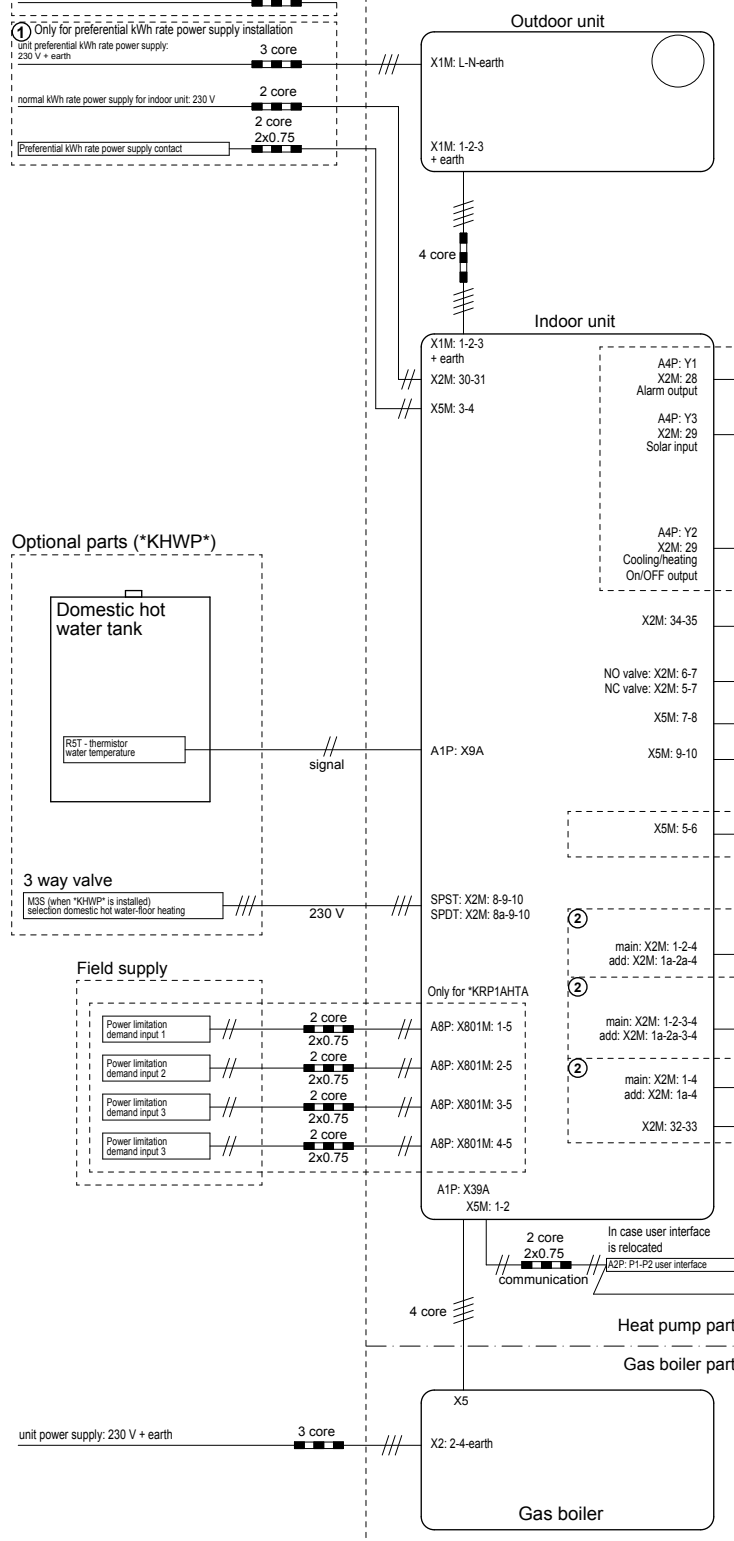 Outdoor unit
1 Only for preferential kWh rate power supply installation
unit preferential kWh rate power supply:
230 V + earth
3 core
X1M: L-N-earth
normal kWh rate power supply for indoor unit: 230 V
2 core
2 core
2x0.75
Preferential kWh rate power supply contact
X1M: 1-2-3
+ earth
4 core
Indoor unit
X1M: 1-2-3
+ earth
X2M: 30-31
X5M: 3-4
A4P: Y1
X2M: 28
Alarm output
A4P: Y3
X2M: 29
Solar input
A4P: Y2
X2M: 29
Cooling/heating
On/OFF output
Optional parts (*KHWP*)
Domestic hot
water tank
X2M: 34-35
NO valve: X2M: 6-7
NC valve: X2M: 5-7
X5M: 7-8
R5T - thermistor
water temperature
signal
A1P: X9A
X5M: 9-10
X5M: 5-6
3 way valve
M3S (when *KHWP* is installed)
selection domestic hot water-floor heating
230 V
SPST: X2M: 8-9-10
SPDT: X2M: 8a-9-10
2
main: X2M: 1-2-4
add: X2M: 1a-2a-4
Field supply
2
Only for *KRP1AHTA
Power limitation
demand input 1
2 core
2x0.75
A8P: X801M: 1-5
main: X2M: 1-2-3-4
add: X2M: 1a-2a-3-4
Power limitation
demand input 2
2 core
2x0.75
A8P: X801M: 2-5
2
main: X2M: 1-4
add: X2M: 1a-4
Power limitation
demand input 3
2 core
2x0.75
A8P: X801M: 3-5
X2M: 32-33
Power limitation
demand input 3
2 core
2x0.75
A8P: X801M: 4-5
A1P: X39A
X5M: 1-2
2 core
2x0.75
communication
In case user interface
is relocated
A2P: P1-P2 user interface
4 core
Heat pump part
Gas boiler part
X5
unit power supply: 230 V + earth
3 core
X2: 2-4-earth
Gas boiler